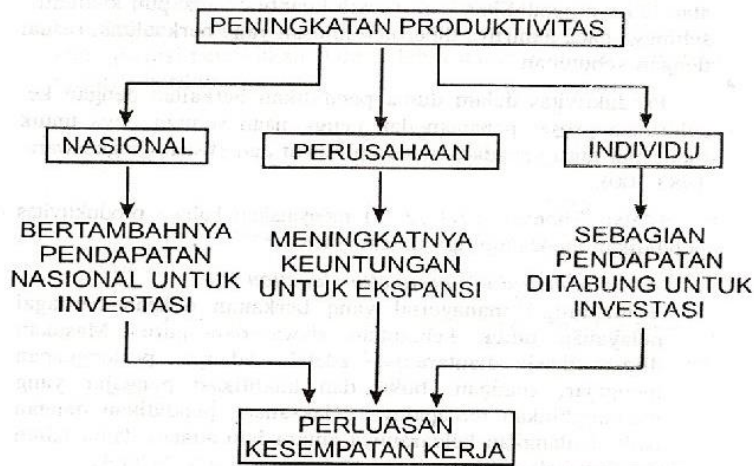 PENINGKATAN PRODUKTIVITAS
NASIONAL
PERUSAHAAN
INDIVIDU
BERTAMBAHNYA
PENDAPATAN
NASIONAL UNTUK
INVESTASI
MENINGKATNYA
KEUNTUNGAN
UNTUK EKSPANSI
SEBAGIAN
PENDAPATAN
DITABUNG UNTUK
INVESTASI
PERLUASAN
KESEMPATAN KERJA